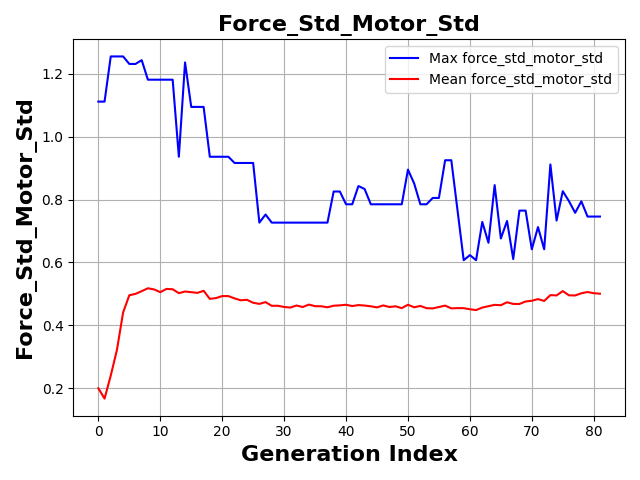 Force_Std_Motor_Std
Max force_std_motor_std
Mean force_std_motor_std
Force_Std_Motor_Std
1.2
1.0
0.8
0.6
0.4
0.2
0 10 20 30 40 50 60 70 80
Generation Index